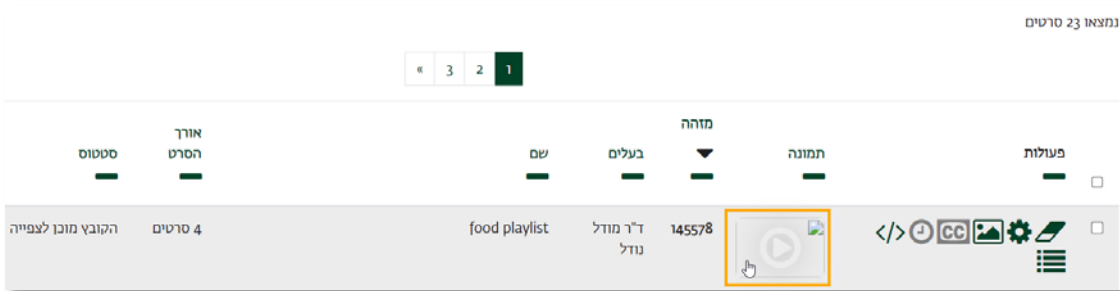 נמצאו 23 סרטים
1 2 3 »
פעולות תמונה מזהה בעלים שם אורך הסרט סטטוס
</> CC 145578 ד"ר מודל נודל food playlist 4 סרטים הקובץ מוכן לצפייה